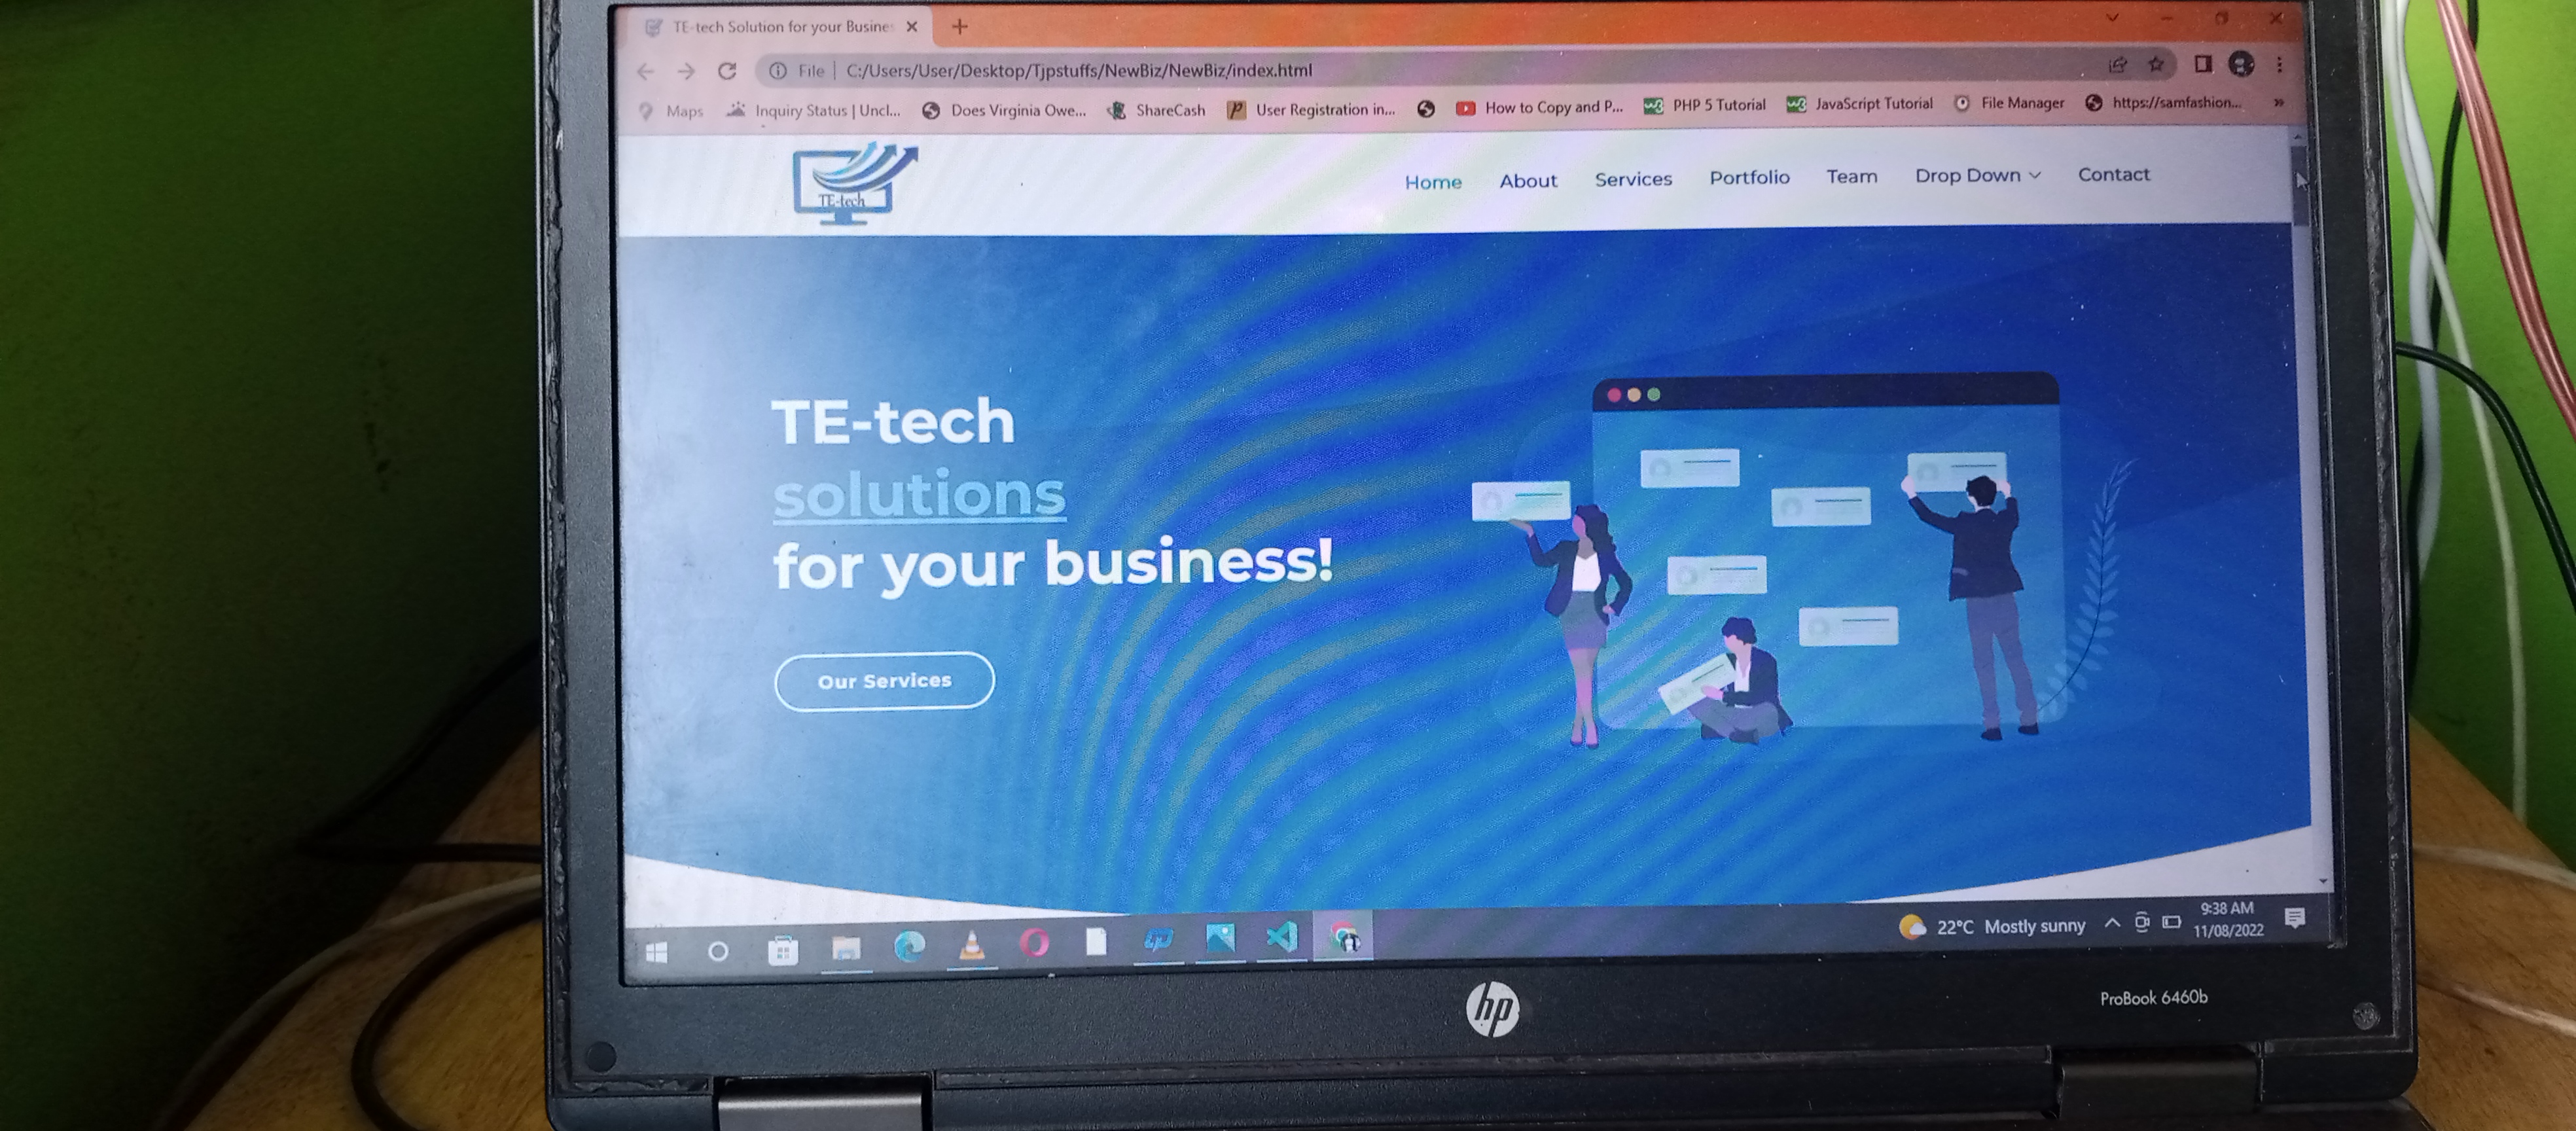 TE-tech Solution for your Busines
File | C:/Users/User/Desktop/Tjpstuffs/NewBiz/NewBiz/index.html
Maps Inquiry Status | Uncl... Does Virginia Owe... ShareCash User Registration in... How to Copy and P... PHP 5 Tutorial JavaScript Tutorial File Manager https://samfashion... »
TE-tech
Home About Services Portfolio Team Drop Down Contact
TE-tech
solutions
for your business!
Our Services
22°C Mostly sunny
9:38 AM
11/08/2022
hp
ProBook 6460b